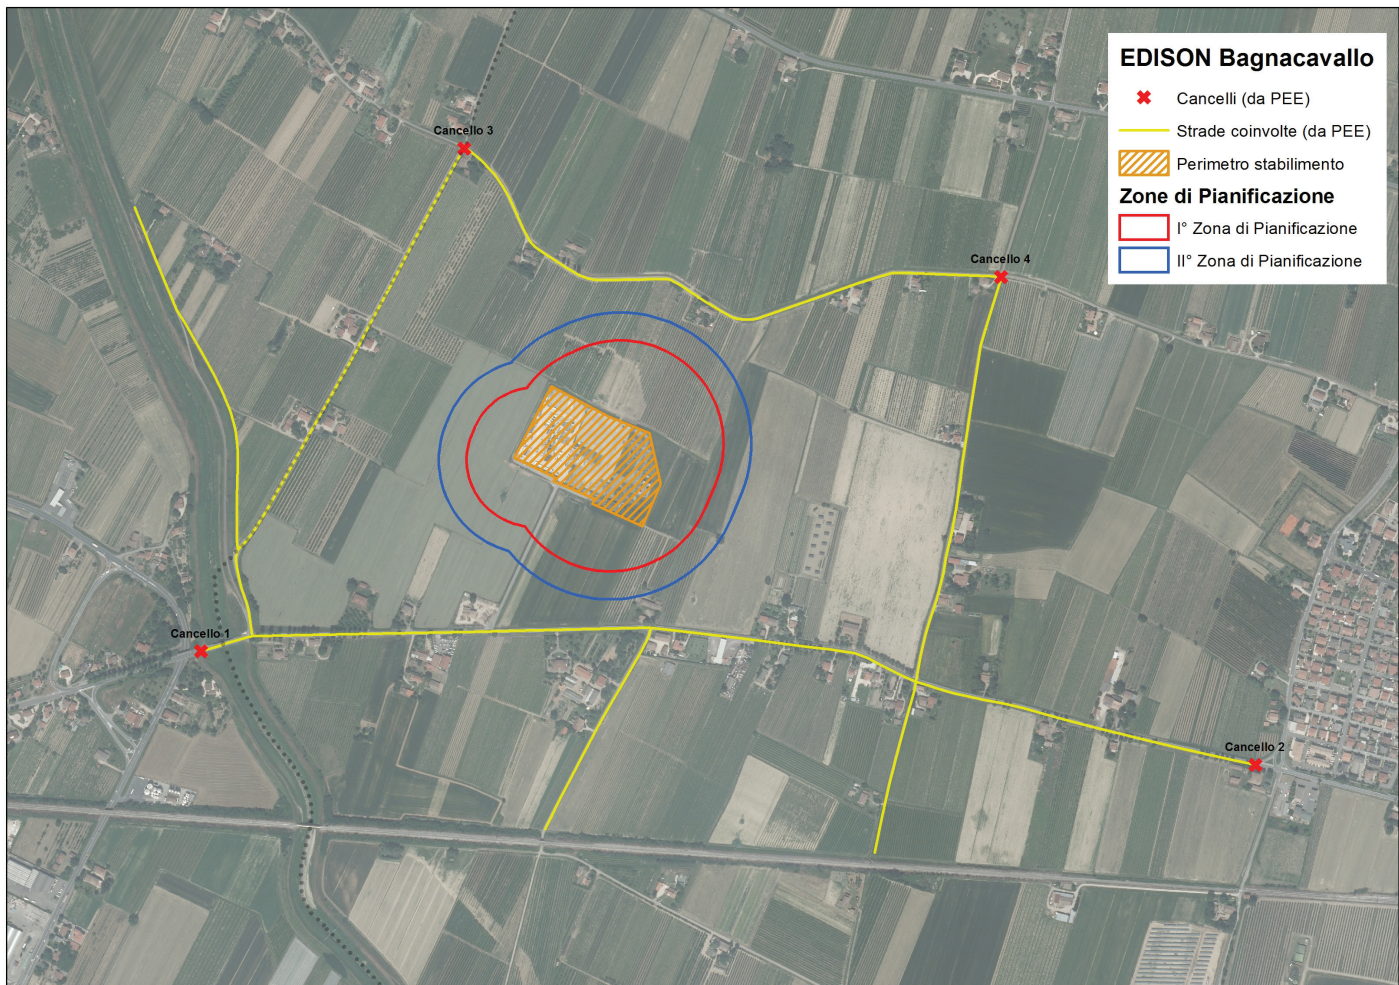 EDISON Bagnacavallo
Cancelli (da PEE)
Strade coinvolte (da PEE)
Perimetro stabilimento
Zone di Pianificazione
I° Zona di Pianificazione
II° Zona di Pianificazione
Cancello 3
Cancello 4
Cancello 1
Cancello 2